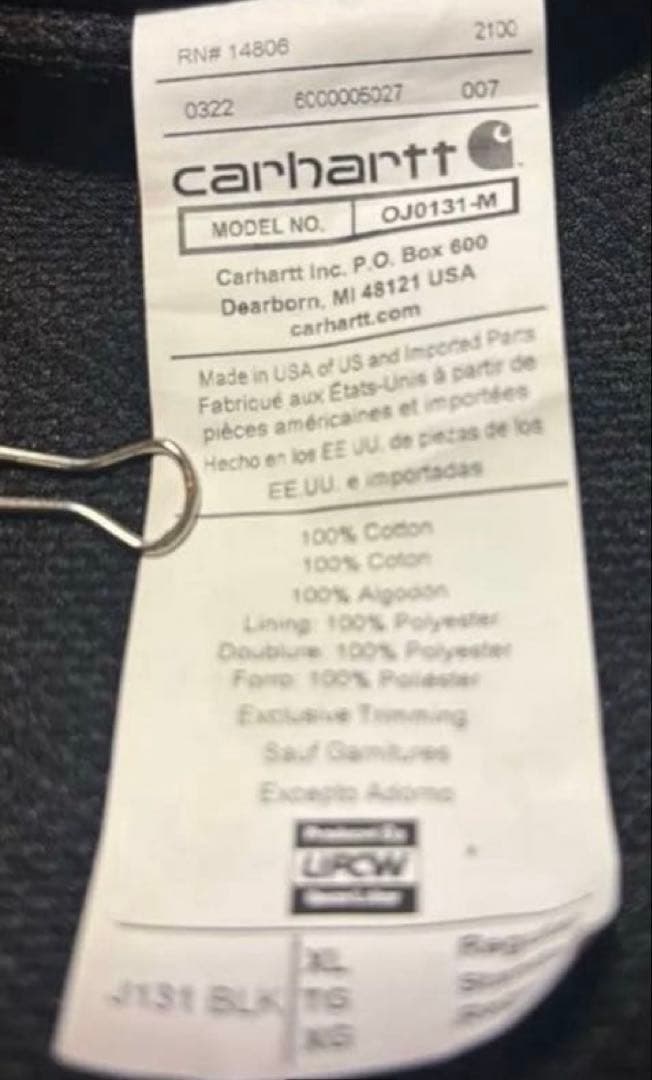 RN# 14806 2100
0322 6000005027 007
carhartt
MODEL NO. OJ0131-M
Carhartt Inc. P.O. Box 600
Dearborn, MI 48121 USA
carhartt.com
Made in USA of US and Imported Parts
Fabriqué aux États-Unis à partir de
pièces américaines et importées
Hecho en los EE UU. de piezas de los
EE.UU. e importadas
100% Cotton
100% Coton
100% Algodón
Lining: 100% Polyester
Doublure: 100% Polyester
Forro: 100% Poliéster
Exclusive Trimming
Sauf Garnitures
Excepto Adorno
UFCW
J131 BLK
XL
TG
XG